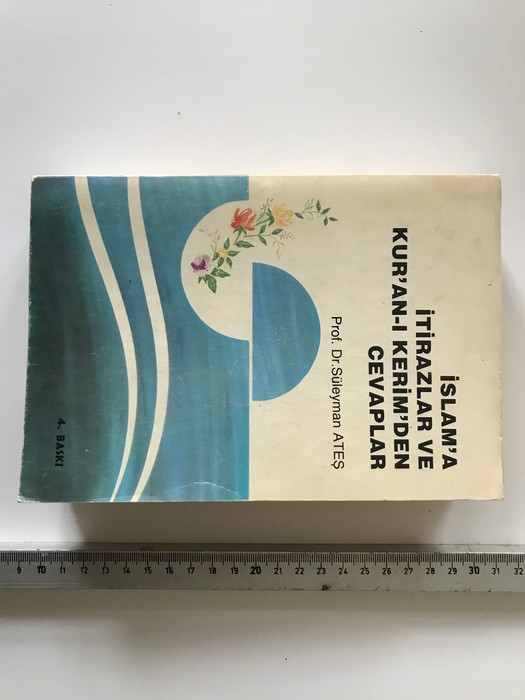 İSLAM'A
İTİRAZLAR VE
KUR'AN-I KERİM'DEN
CEVAPLAR
Prof. Dr.Süleyman ATEŞ
4. BASKI
9 10 11 12 13 14 15 16 17 18 19 20 21 22 23 24 25 26 27 28 29 30 31 32